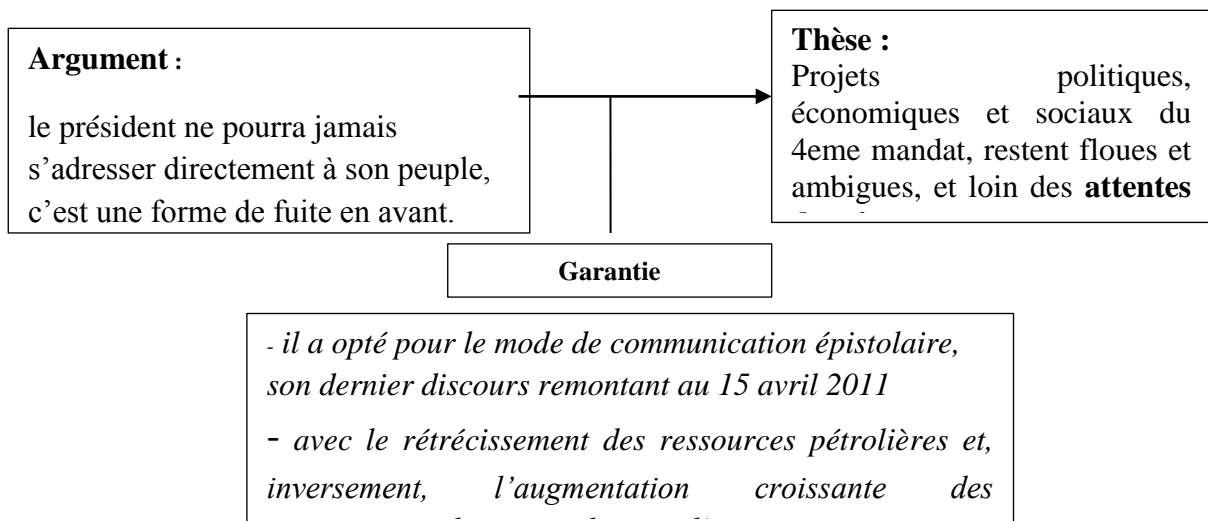 Argument :
le président ne pourra jamais
s’adresser directement à son peuple,
c’est une forme de fuite en avant.
Thèse :
Projets politiques,
économiques et sociaux du
4eme mandat, restent floues et
ambigues, et loin des attentes
Garantie
- il a opté pour le mode de communication épistolaire,
son dernier discours remontant au 15 avril 2011
- avec le rétrécissement des ressources pétrolières et,
inversement, l’augmentation croissante des